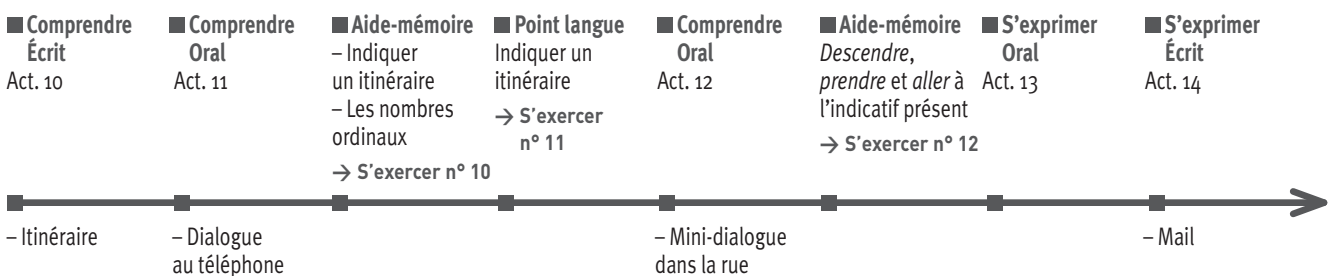 ■ Comprendre
Écrit
Act. 10
■ Comprendre
Oral
Act. 11
■ Aide-mémoire
– Indiquer
un itinéraire
– Les nombres
ordinaux
→ S'exercer n° 10
■ Point langue
Indiquer un
itinéraire
→ S'exercer
n° 11
■ Comprendre
Oral
Act. 12
■ Aide-mémoire
Descendre,
prendre et aller à
l'indicatif présent
→ S'exercer n° 12
■ S'exprimer
Oral
Act. 13
■ S'exprimer
Écrit
Act. 14
– Itinéraire
– Dialogue
au téléphone
– Mini-dialogue
dans la rue
– Mail